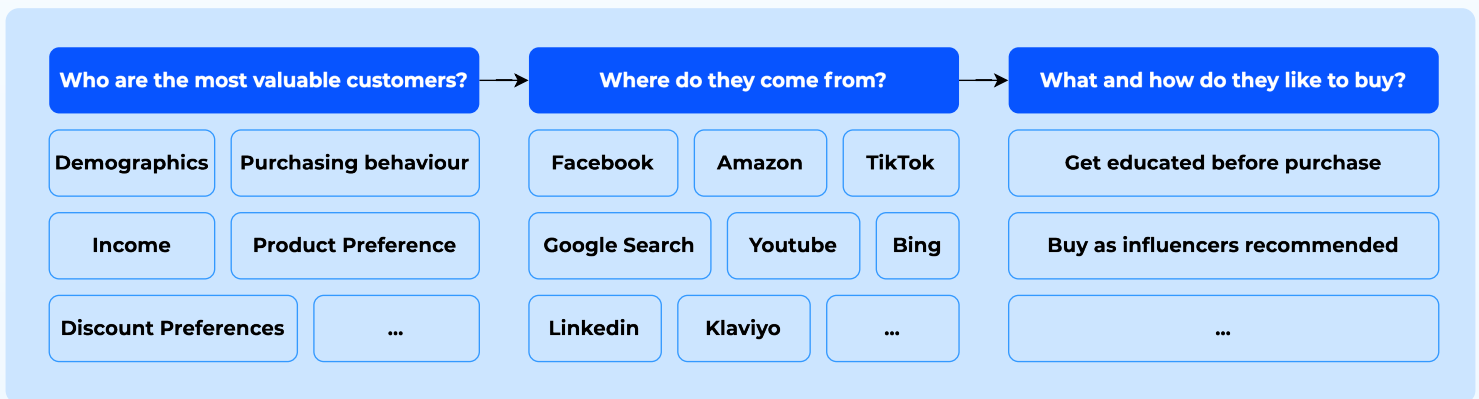 Who are the most valuable customers?
Where do they come from?
What and how do they like to buy?
Demographics
Purchasing behaviour
Facebook
Amazon
TikTok
Get educated before purchase
Income
Product Preference
Google Search
Youtube
Bing
Buy as influencers recommended
Discount Preferences
...
Linkedin
Klaviyo
...
...